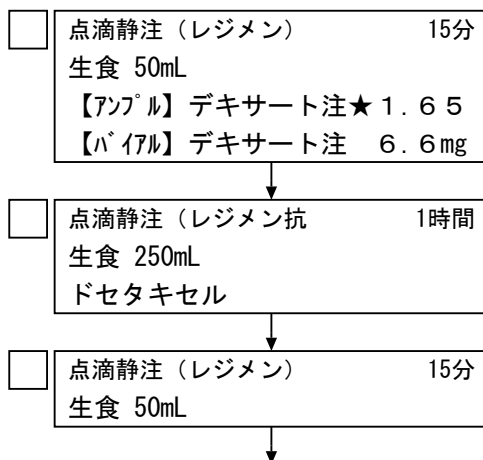 点滴静注（レジメン） 15分
生食 50mL
【ｱﾝﾌﾟﾙ】デキサート注★１.６５
【ﾊﾞｲｱﾙ】デキサート注　６.６mg
点滴静注（レジメン抗 1時間
生食 250mL
ドセタキセル
点滴静注（レジメン） 15分
生食 50mL